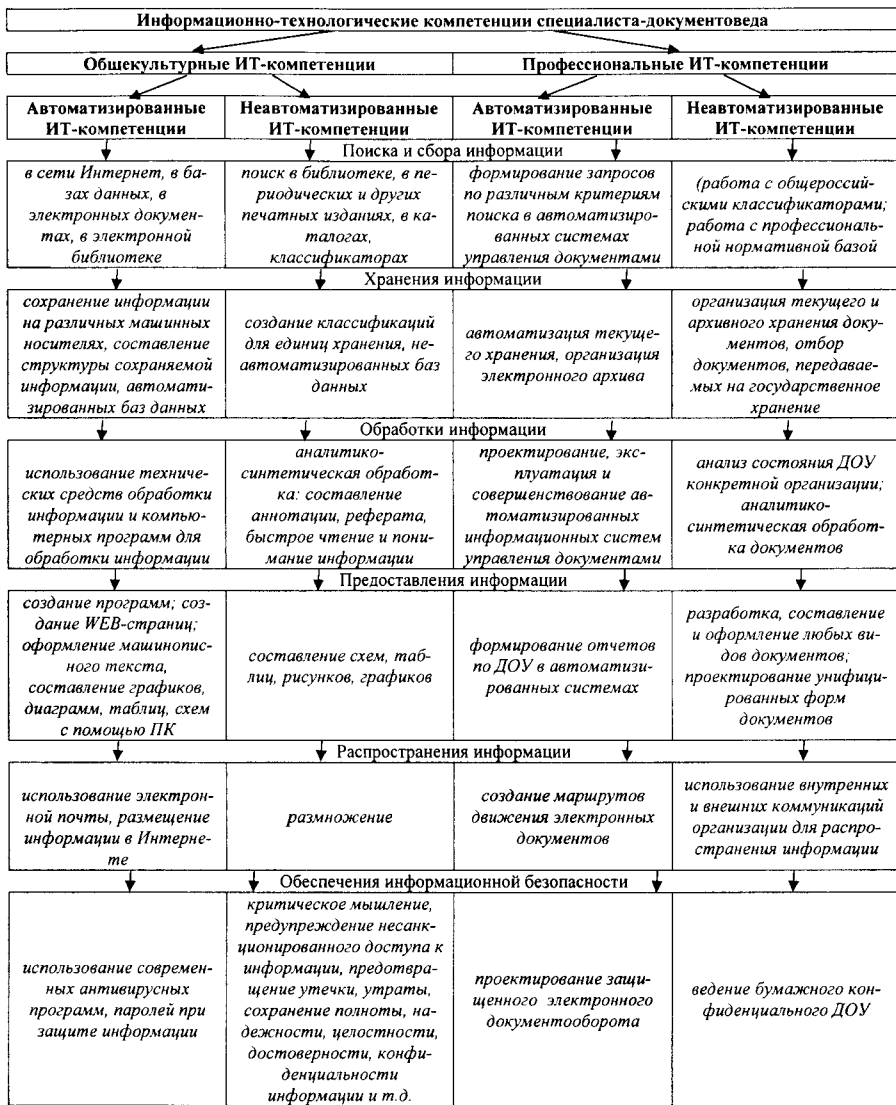 Информационно-технологические компетенции специалиста-документоведа
Общекультурные ИТ-компетенции
Профессиональные ИТ-компетенции
Автоматизированные
ИТ-компетенции
Неавтоматизированные
ИТ-компетенции
Автоматизированные
ИТ-компетенции
Неавтоматизированные
ИТ-компетенции
Поиска и сбора информации
в сети Интернет, в ба-
зах данных, в
электронных докумен-
тах, в электронной
библиотеке
поиск в библиотеке, в пе-
риодических и других
печатных изданиях, в ка-
талогах,
классификаторах
формирование запросов
по различным критериям
поиска в автоматизиро-
ванных системах
управления документами
(работа с общероссий-
скими классификаторами;
работа с профессиональ-
ной нормативной базой
Хранения информации
сохранение информации
на различных машинных
носителях, составление
структуры сохраняемой
информации, автомати-
зированных баз данных
создание классификаций
для единиц хранения, не-
автоматизированных баз
данных
автоматизация текуще-
го хранения, организация
электронного архива
организация текущего и
архивного хранения доку-
ментов, отбор
документов, передавае-
мых на государственное
хранение
Обработки информации
использование техниче-
ских средств обработки
информации и компью-
терных программ для
обработки информации
аналитико-
синтетическая обработ-
ка: составление
аннотации, реферата,
быстрое чтение и пони-
мание информации
проектирование, экс-
плуатация и
совершенствование ав-
томатизированных
информационных систем
управления документами
анализ состояния ДОУ
конкретной организации;
аналитико-
синтетическая обработ-
ка документов
Предоставления информации
создание программ; соз-
дание WEB-страниц;
оформление машинопис-
ного текста,
составление графиков,
диаграмм, таблиц, схем
с помощью ПК
составление схем, таб-
лиц, рисунков, графиков
формирование отчетов
по ДОУ в автоматизи-
рованных системах
разработка, составление
и оформление любых ви-
дов документов;
проектирование унифици-
рованных форм
документов
Распространения информации
использование электрон-
ной почты, размещение
информации в Интерне-
те
размножение
создание маршрутов
движения электронных
документов
использование внутренних
и внешних коммуникаций
организации для распро-
странения информации
Обеспечения информационной безопасности
использование современ-
ных антивирусных
программ, паролей при
защите информации
критическое мышление,
предупреждение несанк-
ционированного доступа к
информации, предотвра-
щение утечки, утраты,
сохранение полноты, на-
дежности, целостности,
достоверности, конфи-
денциальности
информации и т.д.
проектирование защи-
щенного электронного
документооборота
ведение бумажного кон-
фиденциального ДОУ